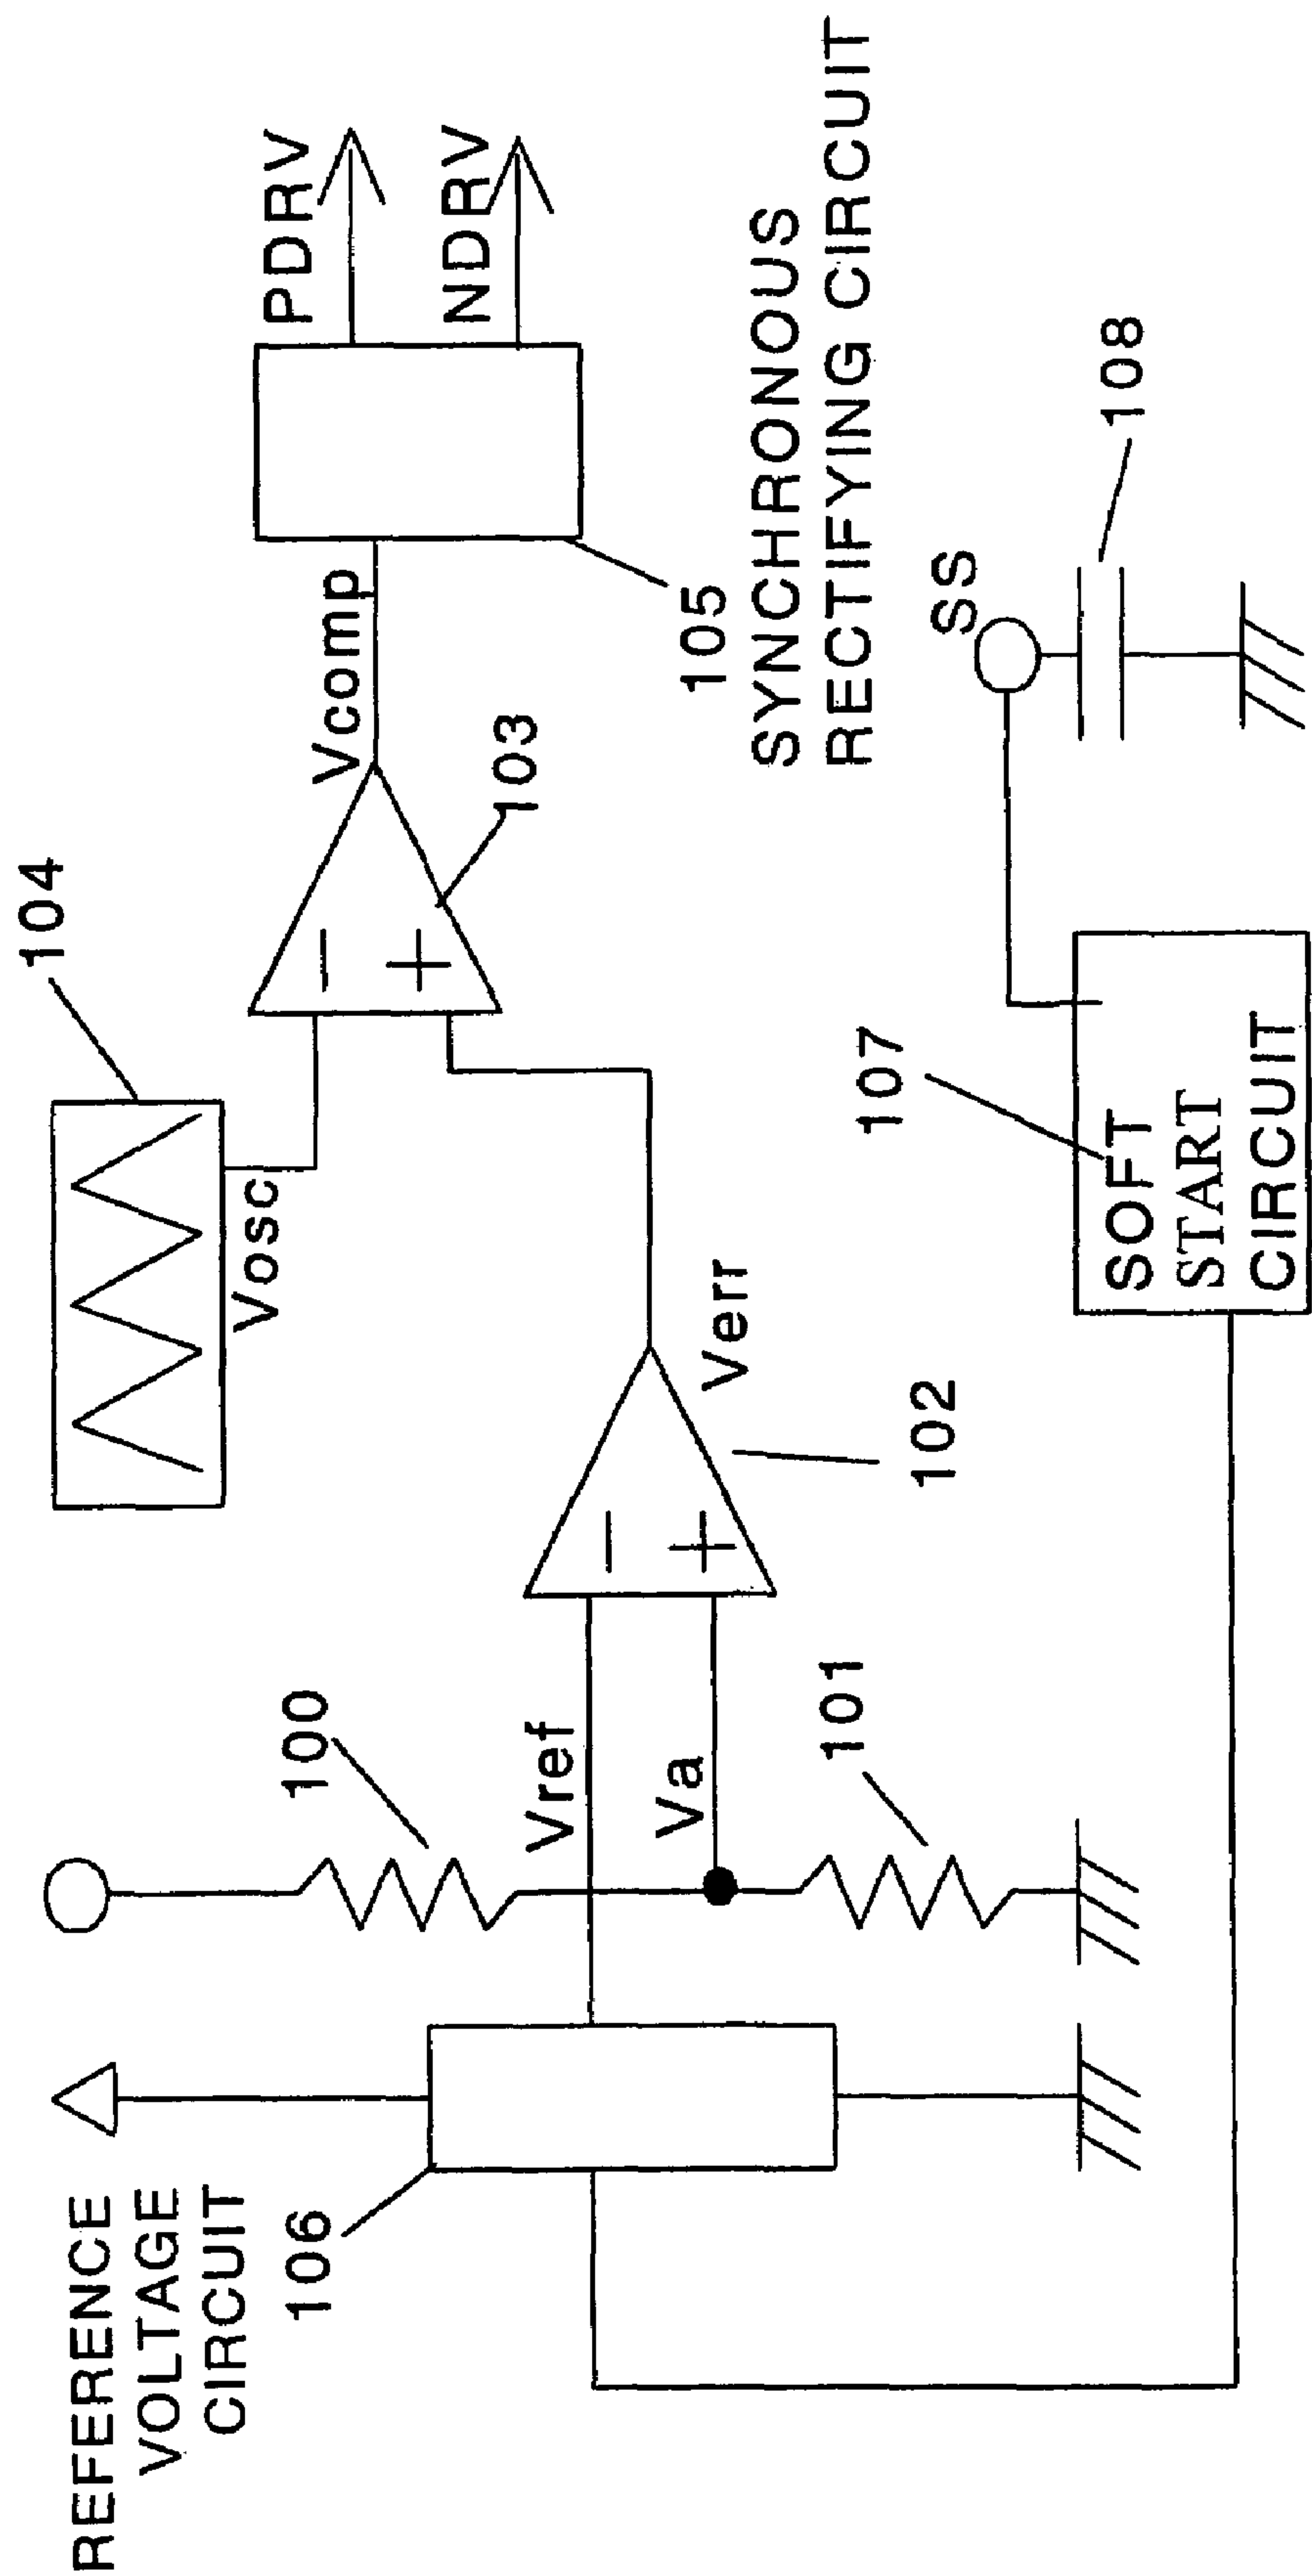 REFERENCE
VOLTAGE
CIRCUIT
106
100
Vref
Va
101
104
Vosc
Verr
102
103
Vcomp
PDRV
NDRV
105
SYNCHRONOUS
RECTIFYING CIRCUIT
107
SOFT
START
CIRCUIT
SS
108